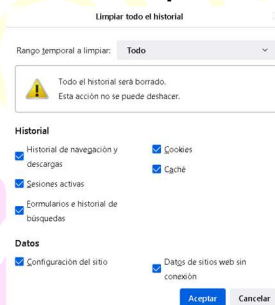 Limpiar todo el historial
Rango temporal a limpiar: Todo
Todo el historial será borrado.
Esta acción no se puede deshacer.
Historial
Historial de navegación y
descargas
Cookies
Caché
Sesiones activas
Formularios e historial de
búsquedas
Datos
Configuración del sitio
Datos de sitios web sin
conexión
Aceptar Cancelar